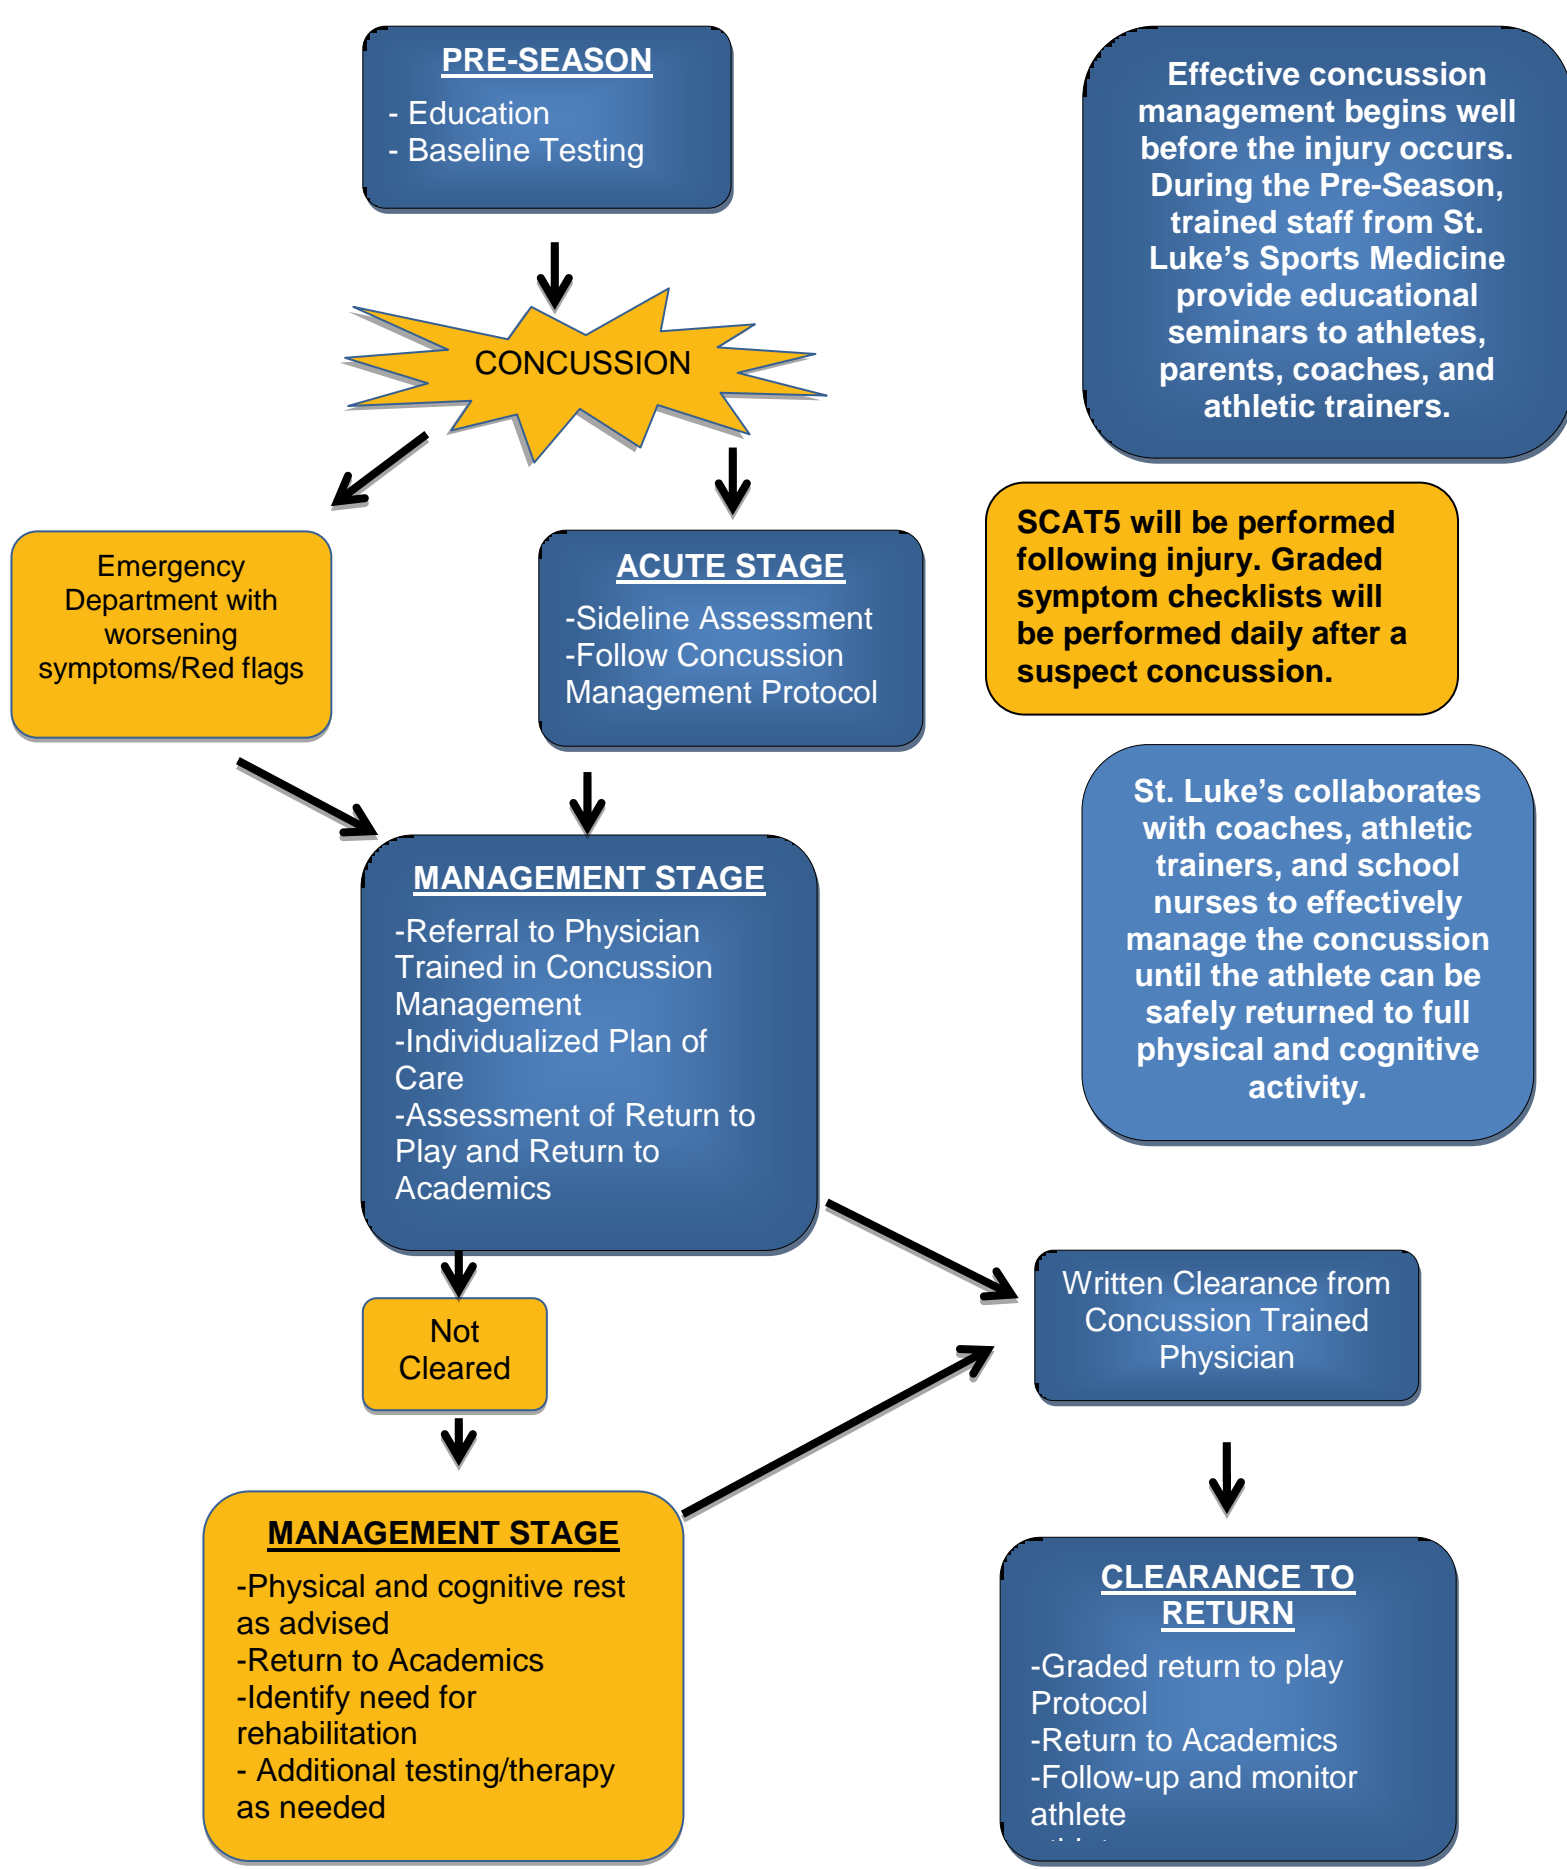 PRE-SEASON
- Education
- Baseline Testing
Effective concussion
management begins well
before the injury occurs.
During the Pre-Season,
trained staff from St.
Luke’s Sports Medicine
provide educational
seminars to athletes,
parents, coaches, and
athletic trainers.
CONCUSSION
Emergency
Department with
worsening
symptoms/Red flags
ACUTE STAGE
-Sideline Assessment
-Follow Concussion
Management Protocol
SCAT5 will be performed
following injury. Graded
symptom checklists will
be performed daily after a
suspect concussion.
St. Luke’s collaborates
with coaches, athletic
trainers, and school
nurses to effectively
manage the concussion
until the athlete can be
safely returned to full
physical and cognitive
activity.
MANAGEMENT STAGE
-Referral to Physician
Trained in Concussion
Management
-Individualized Plan of
Care
-Assessment of Return to
Play and Return to
Academics
Not
Cleared
Written Clearance from
Concussion Trained
Physician
MANAGEMENT STAGE
-Physical and cognitive rest
as advised
-Return to Academics
-Identify need for
rehabilitation
- Additional testing/therapy
as needed
CLEARANCE TO
RETURN
-Graded return to play
Protocol
-Return to Academics
-Follow-up and monitor
athlete